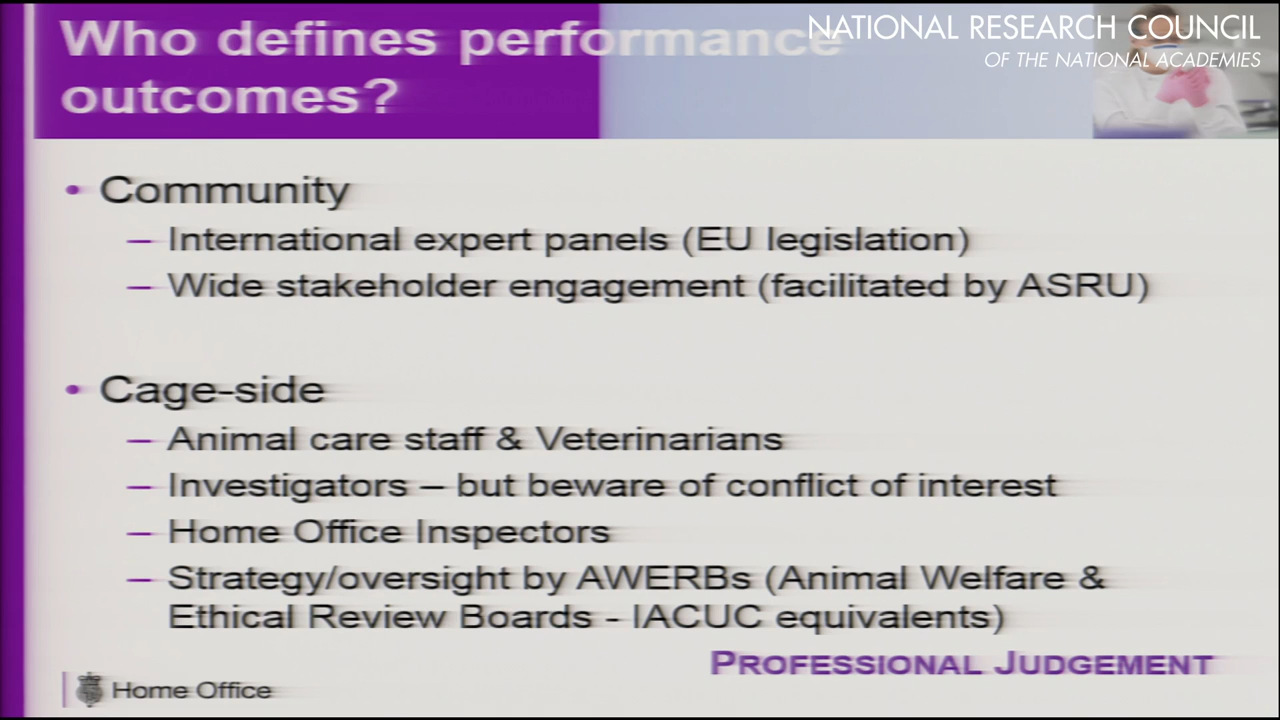 Who defines performance
outcomes?
NATIONAL RESEARCH COUNCIL
OF THE NATIONAL ACADEMIES
• Community
– International expert panels (EU legislation)
– Wide stakeholder engagement (facilitated by ASRU)
• Cage-side
– Animal care staff & Veterinarians
– Investigators – but beware of conflict of interest
– Home Office Inspectors
– Strategy/oversight by AWERBs (Animal Welfare &
Ethical Review Boards - IACUC equivalents)
PROFESSIONAL JUDGEMENT
Home Office